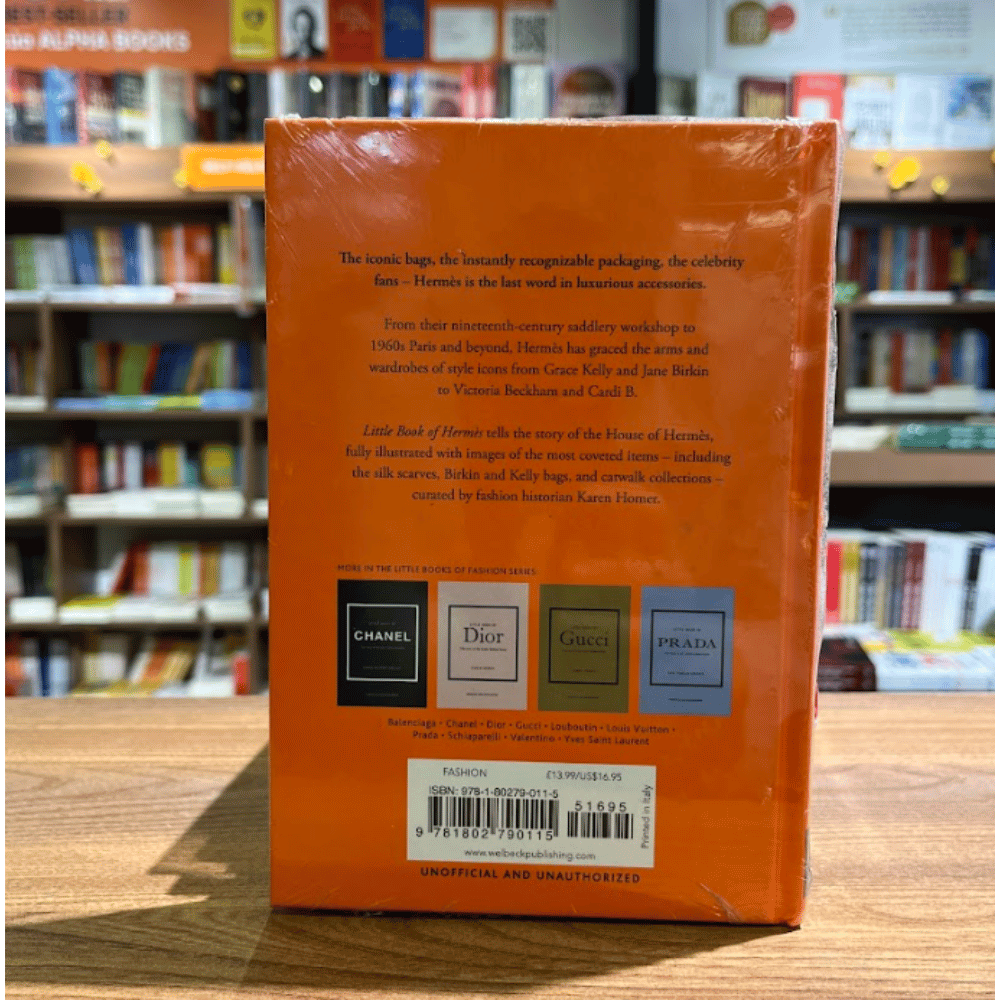 BEST-SELLER
ALPHA BOOKS
The iconic bags, the instantly recognizable packaging, the celebrity
fans – Hermès is the last word in luxurious accessories.
From their nineteenth-century saddlery workshop to
1960s Paris and beyond, Hermès has graced the arms and
wardrobes of style icons from Grace Kelly and Jane Birkin
to Victoria Beckham and Cardi B.
Little Book of Hermès tells the story of the House of Hermès,
fully illustrated with images of the most coveted items – including
the silk scarves, Birkin and Kelly bags, and catwalk collections –
curated by fashion historian Karen Homer.
MORE IN THE LITTLE BOOKS OF FASHION SERIES:
CHANEL
Dior
Gucci
PRADA
Balenciaga • Chanel • Dior • Gucci • Louboutin • Louis Vuitton •
Prada • Schiaparelli • Valentino • Yves Saint Laurent
FASHION £13.99/US$16.95
ISBN: 978-1-80279-011-5
51695
9 781802 790115
Printed in Italy
www.welbeckpublishing.com
UNOFFICIAL AND UNAUTHORIZED